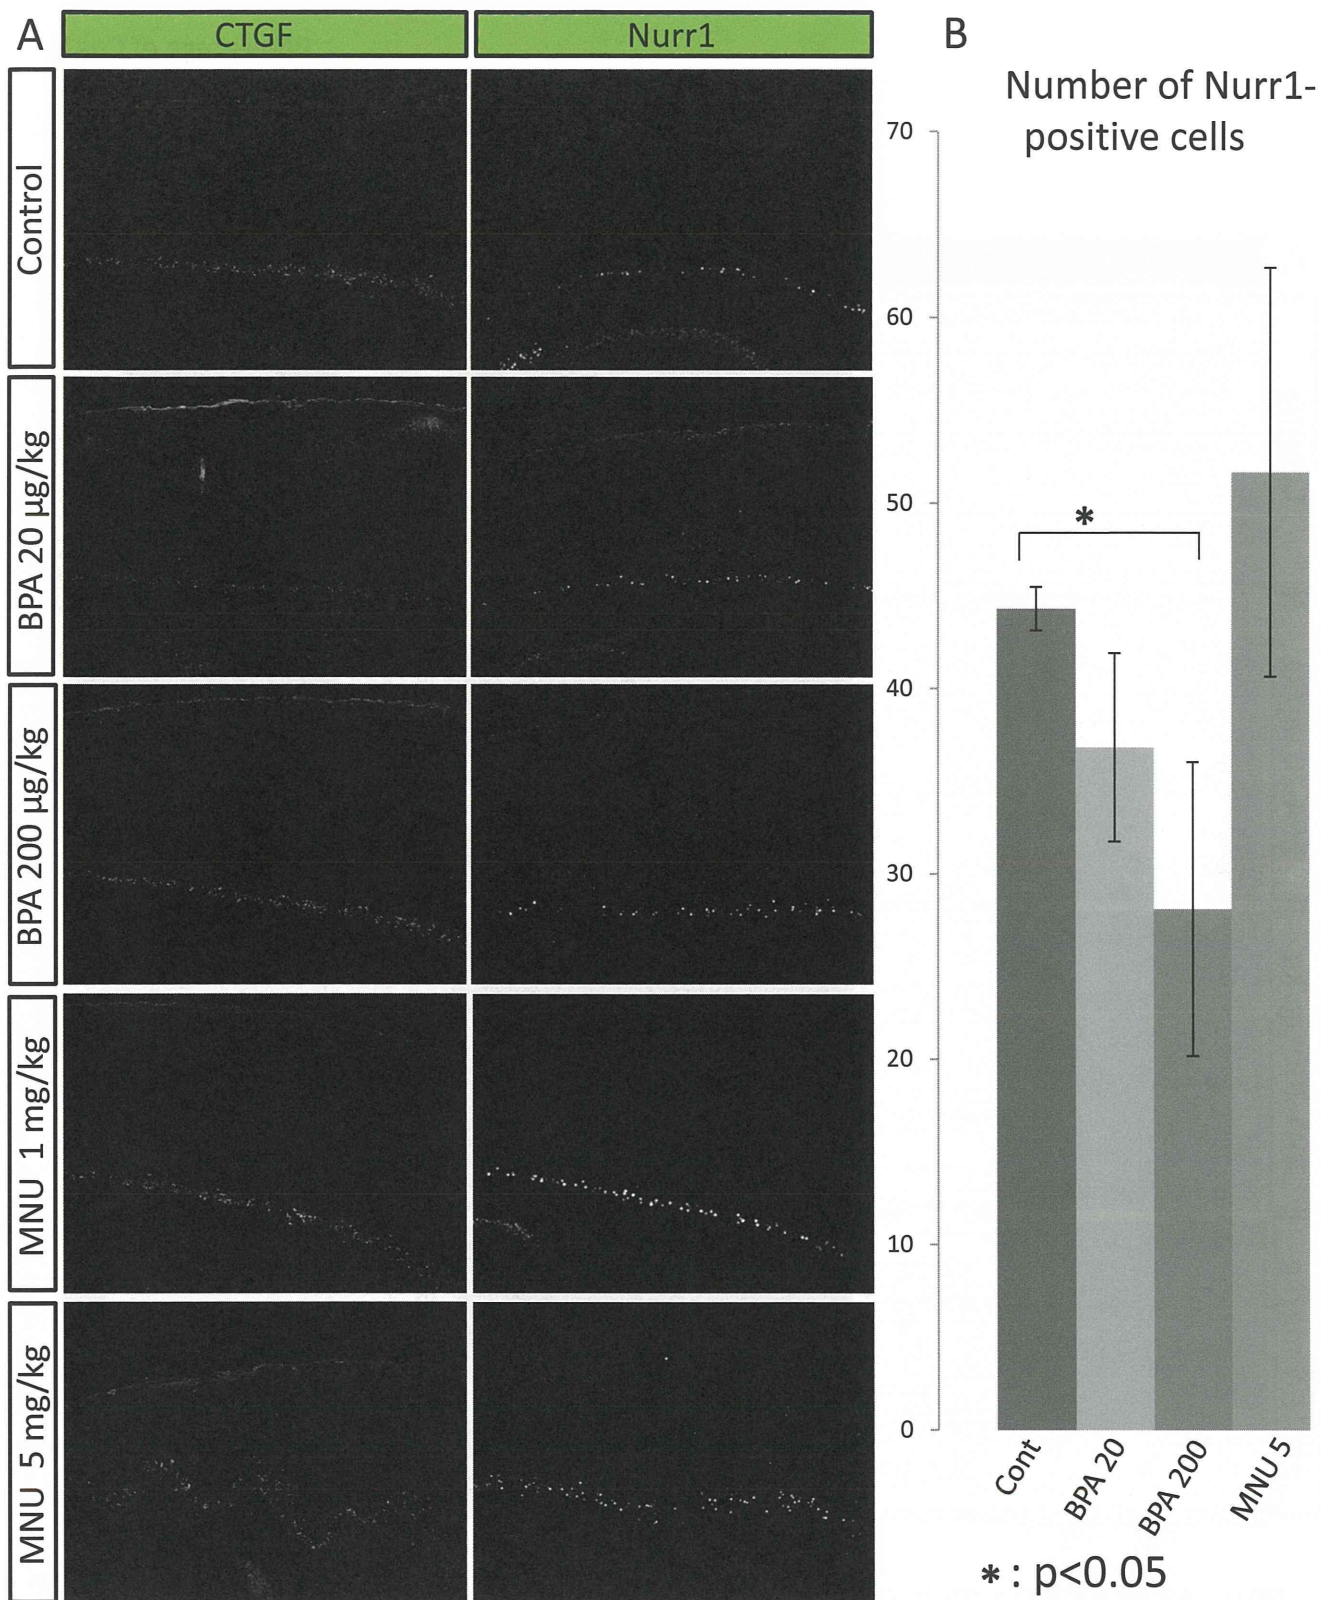 A
CTGF
Nurr1
Control
BPA 20 µg/kg
BPA 200 µg/kg
MNU 1 mg/kg
MNU 5 mg/kg
B
Number of Nurr1-
positive cells
70
60
50
40
30
20
10
0
*
Cont
BPA 20
BPA 200
MNU 5
* : p<0.05